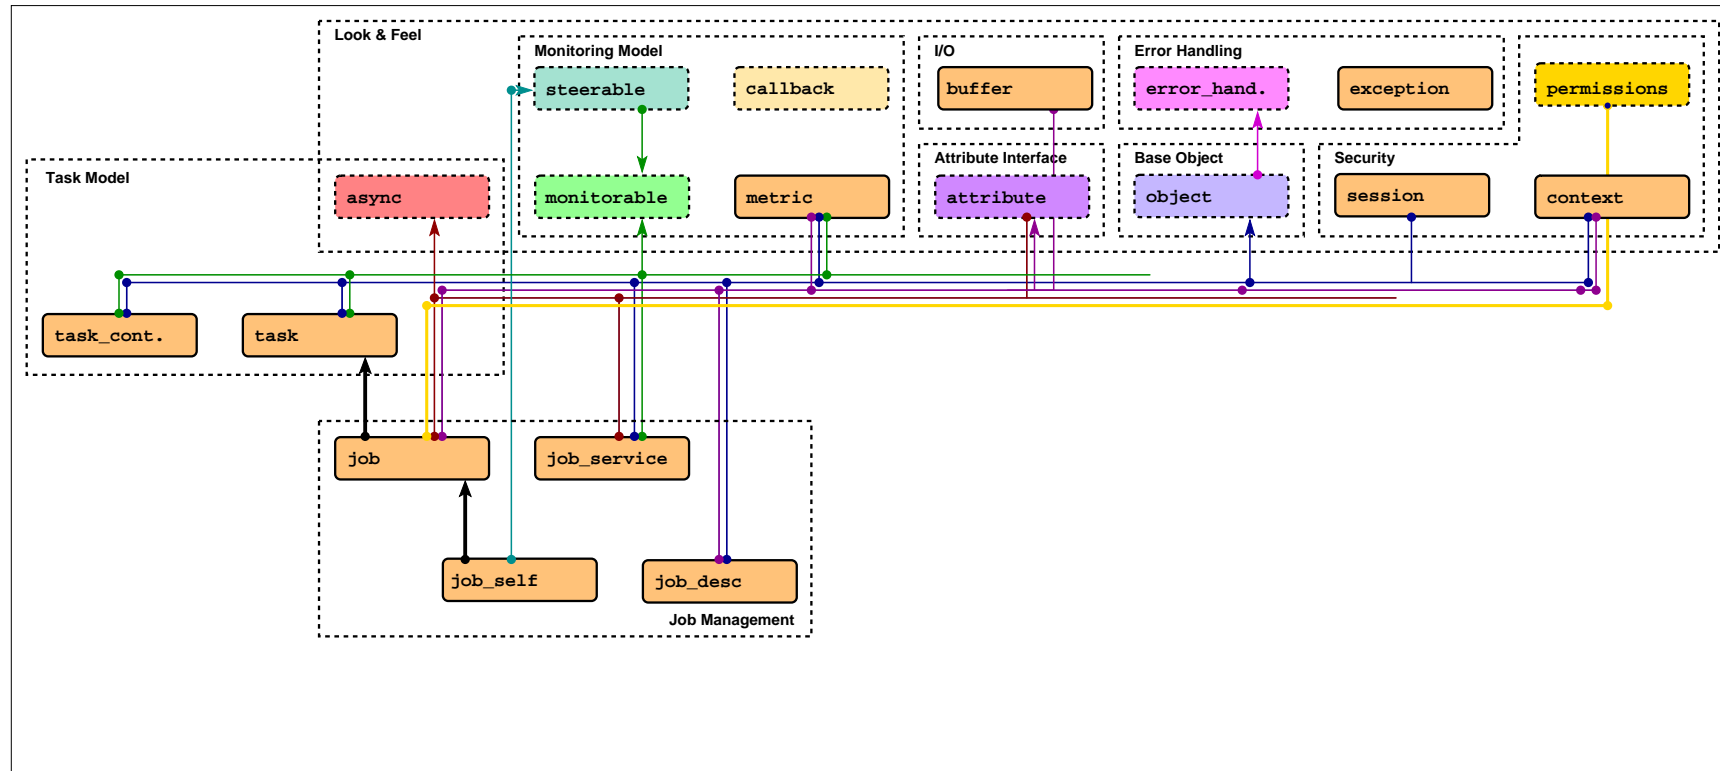 Look & Feel
Monitoring Model
I/O
Error Handling
steerable
callback
buffer
error_hand.
exception
permissions
Task Model
Attribute Interface
Base Object
Security
async
monitorable
metric
attribute
object
session
context
task_cont.
task
job
job_service
job_self
job_desc
Job Management